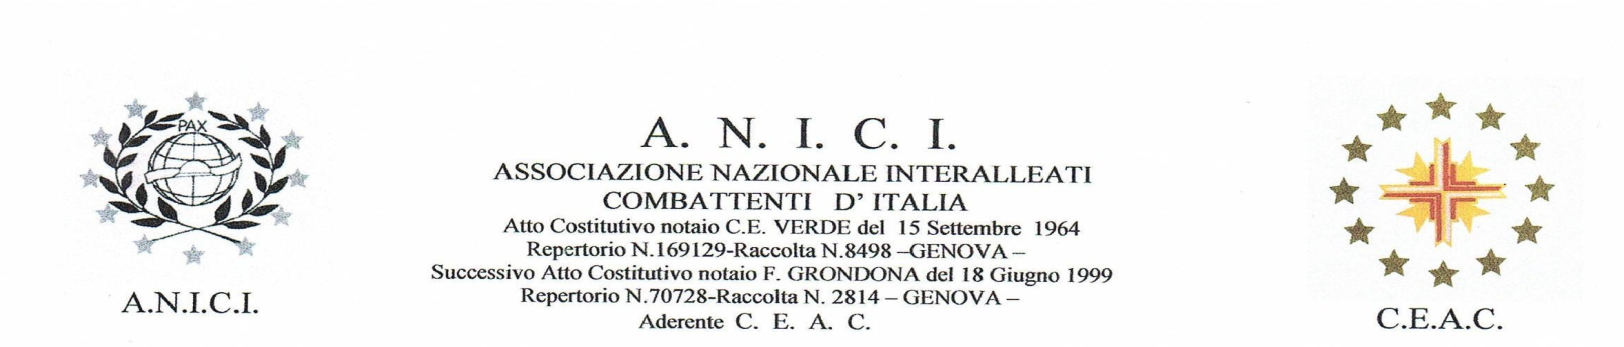 PAX
A.N.I.C.I.
A. N. I. C. I.
ASSOCIAZIONE NAZIONALE INTERALLEATI
COMBATTENTI D' ITALIA
Atto Costitutivo notaio C.E. VERDE del 15 Settembre 1964
Repertorio N.169129-Raccolta N.8498 –GENOVA –
Successivo Atto Costitutivo notaio F. GRONDONA del 18 Giugno 1999
Repertorio N.70728-Raccolta N. 2814 – GENOVA –
Aderente C. E. A. C.
C.E.A.C.